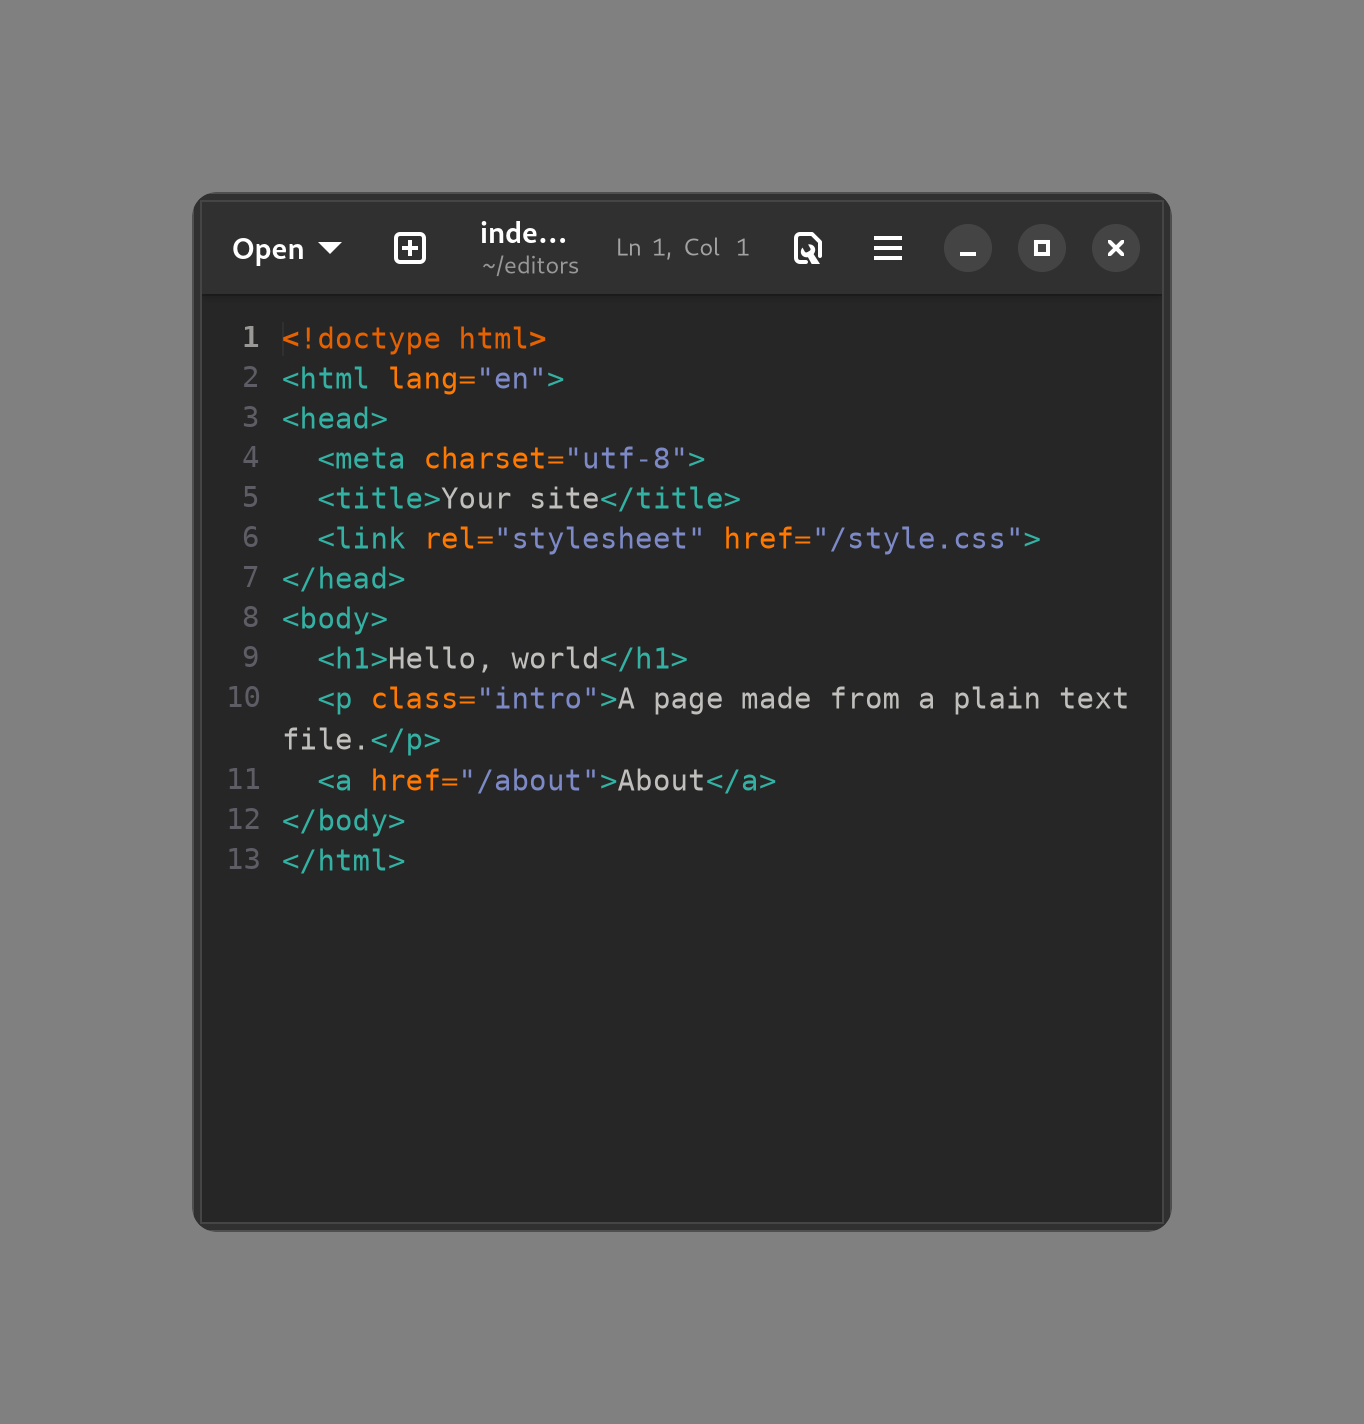 Open
inde...
~/editors
Ln 1, Col 1
1 <!doctype html>
2 <html lang="en">
3 <head>
4   <meta charset="utf-8">
5   <title>Your site</title>
6   <link rel="stylesheet" href="/style.css">
7 </head>
8 <body>
9   <h1>Hello, world</h1>
10   <p class="intro">A page made from a plain text
file.</p>
11   <a href="/about">About</a>
12 </body>
13 </html>